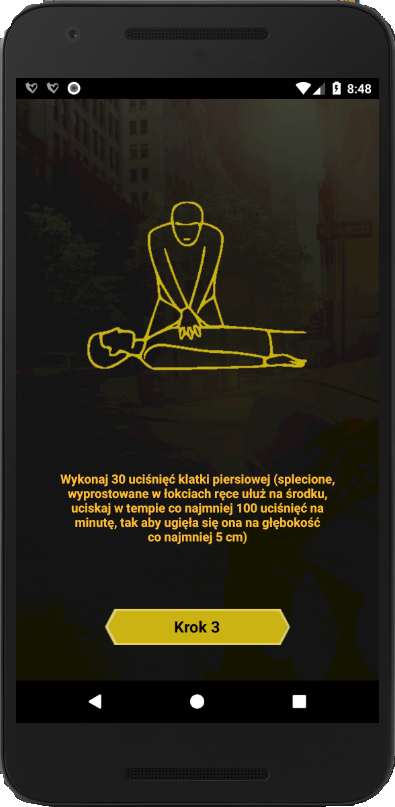 8:48
Wykonaj 30 uciśnięć klatki piersiowej (splecione,
wyprostowane w łokciach ręce ułuż na środku,
uciskaj w tempie co najmniej 100 uciśnięć na
minutę, tak aby ugięła się ona na głębokość
co najmniej 5 cm)
Krok 3